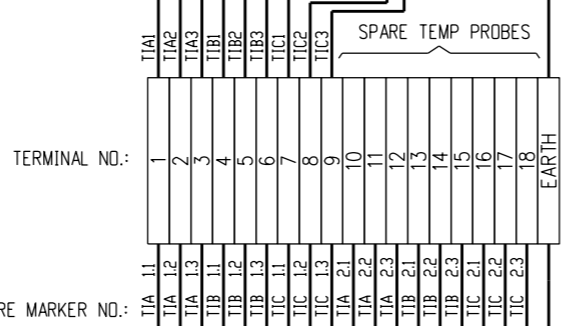 SPARE TEMP PROBES
TIA1 TIA2 TIA3 TIB1 TIB2 TIB3 TIC1 TIC2 TIC3
TERMINAL NO.: 1 2 3 4 5 6 7 8 9 10 11 12 13 14 15 16 17 18 EARTH
RE MARKER NO.: TIA 1.1 TIA 1.2 TIA 1.3 TIB 1.1 TIB 1.2 TIB 1.3 TIC 1.1 TIC 1.2 TIC 1.3 TIA 2.1 TIA 2.2 TIA 2.3 TIB 2.1 TIB 2.2 TIB 2.3 TIC 2.1 TIC 2.2 TIC 2.3